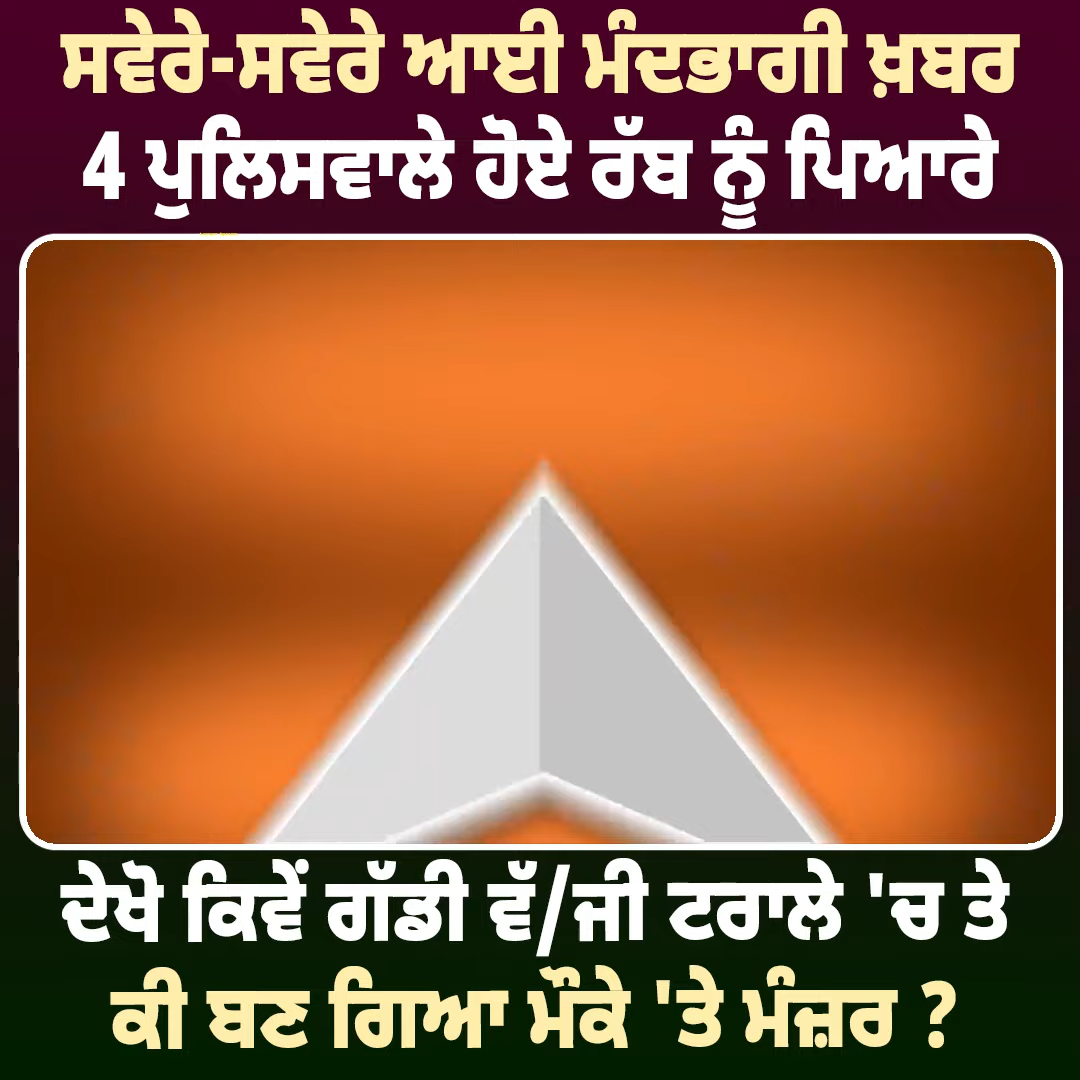 ਸਵੇਰੇ-ਸਵੇਰੇ ਆਈ ਮੰਦਭਾਗੀ ਖ਼ਬਰ
4 ਪੁਲਿਸਵਾਲੇ ਹੋਏ ਰੱਬ ਨੂੰ ਪਿਆਰੇ
ਦੇਖੋ ਕਿਵੇਂ ਗੱਡੀ ਵੱ/ਜੀ ਟਰਾਲੇ 'ਚ ਤੇ
ਕੀ ਬਣ ਗਿਆ ਮੌਕੇ 'ਤੇ ਮੰਜ਼ਰ ?